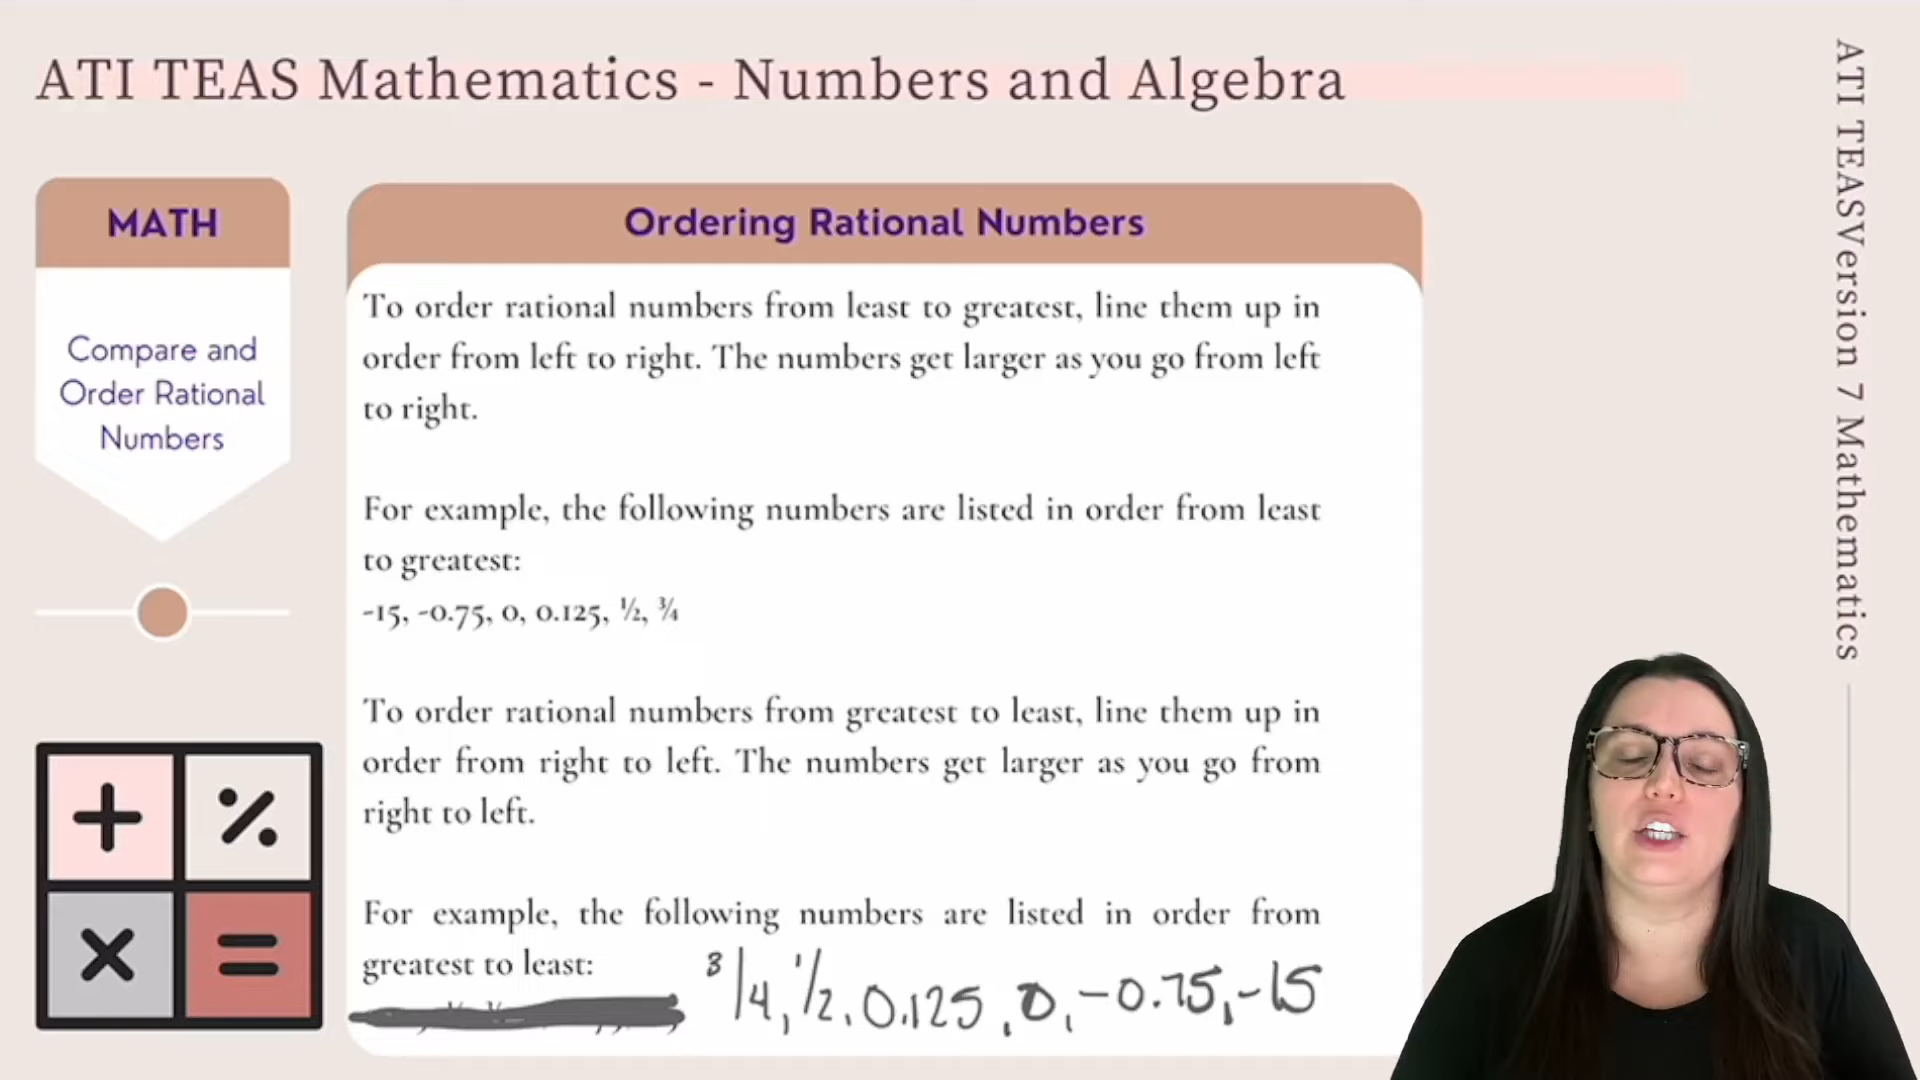 ATI TEAS Mathematics - Numbers and Algebra
MATH
Compare and
Order Rational
Numbers
Ordering Rational Numbers
To order rational numbers from least to greatest, line them up in
order from left to right. The numbers get larger as you go from left
to right.
For example, the following numbers are listed in order from least
to greatest:
-15, -0.75, 0, 0.125, ½, ¾
To order rational numbers from greatest to least, line them up in
order from right to left. The numbers get larger as you go from
right to left.
For example, the following numbers are listed in order from
greatest to least:
3/4, 1/2, 0.125, 0, -0.75, -15
ATI TEASVersion 7 Mathematics